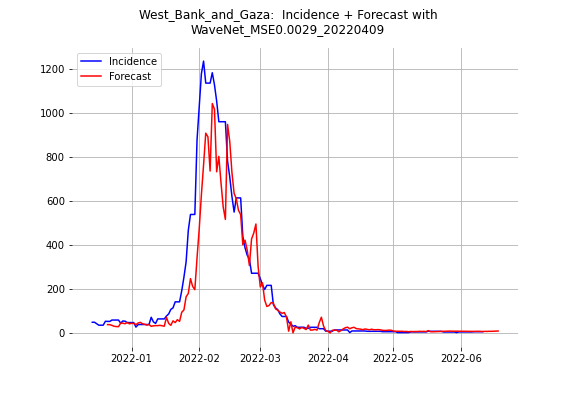 West_Bank_and_Gaza:  Incidence + Forecast with
WaveNet_MSE0.0029_20220409
Incidence
Forecast
1200
1000
800
600
400
200
0
2022-01 2022-02 2022-03 2022-04 2022-05 2022-06